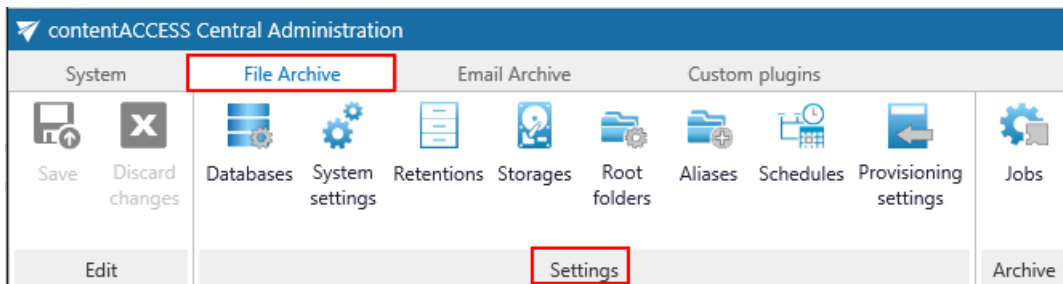 contentACCESS Central Administration
System File Archive Email Archive Custom plugins
Save Discard changes Databases System settings Retentions Storages Root folders Aliases Schedules Provisioning settings Jobs
Edit Settings Archive